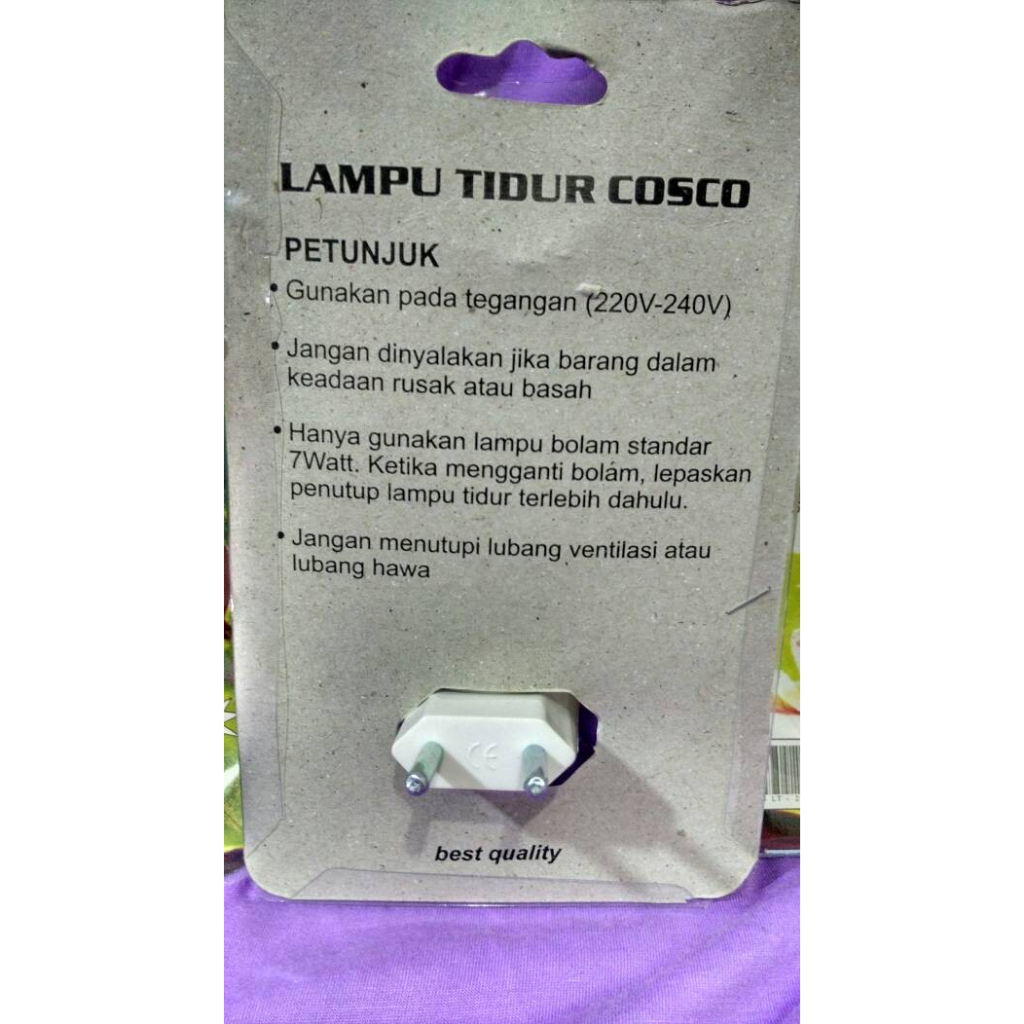 LAMPU TIDUR COSCO
PETUNJUK
• Gunakan pada tegangan (220V-240V)
• Jangan dinyalakan jika barang dalam
keadaan rusak atau basah
• Hanya gunakan lampu bolam standar
7Watt. Ketika mengganti bolam, lepaskan
penutup lampu tidur terlebih dahulu.
• Jangan menutupi lubang ventilasi atau
lubang hawa
CE
best quality